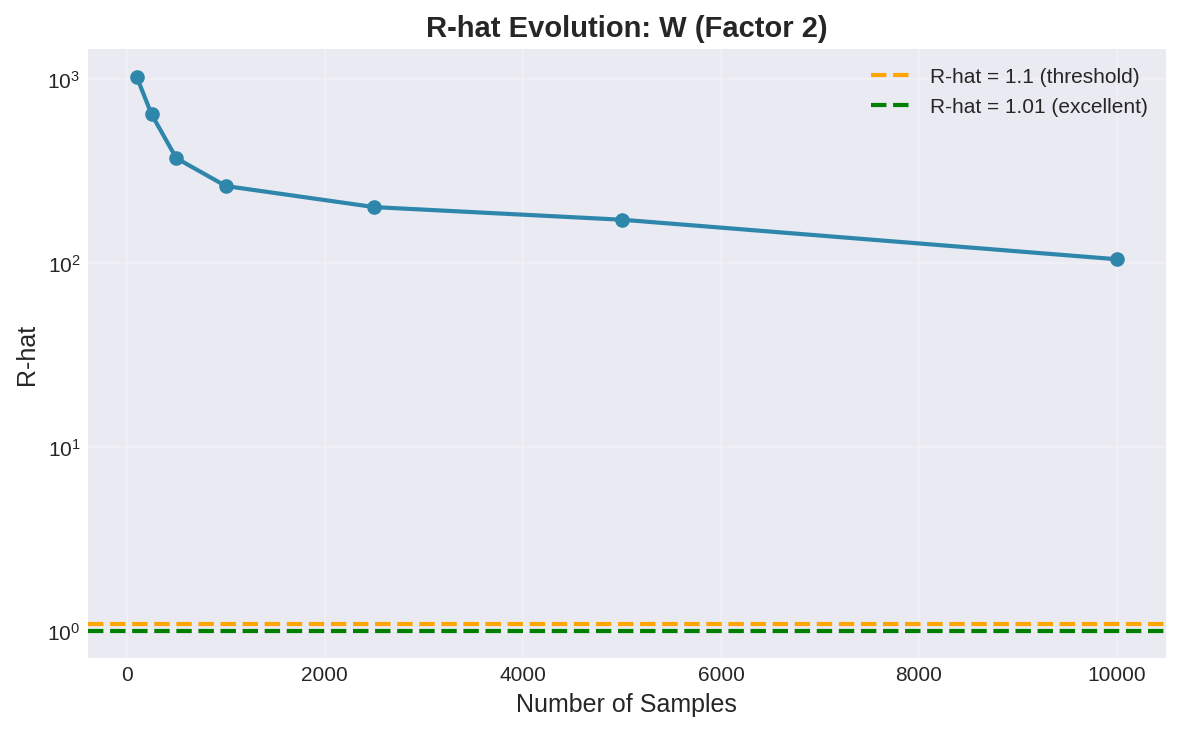 R-hat Evolution: W (Factor 2)
R-hat = 1.1 (threshold)
R-hat = 1.01 (excellent)
10³
10²
10¹
10⁰
R-hat
0 2000 4000 6000 8000 10000
Number of Samples